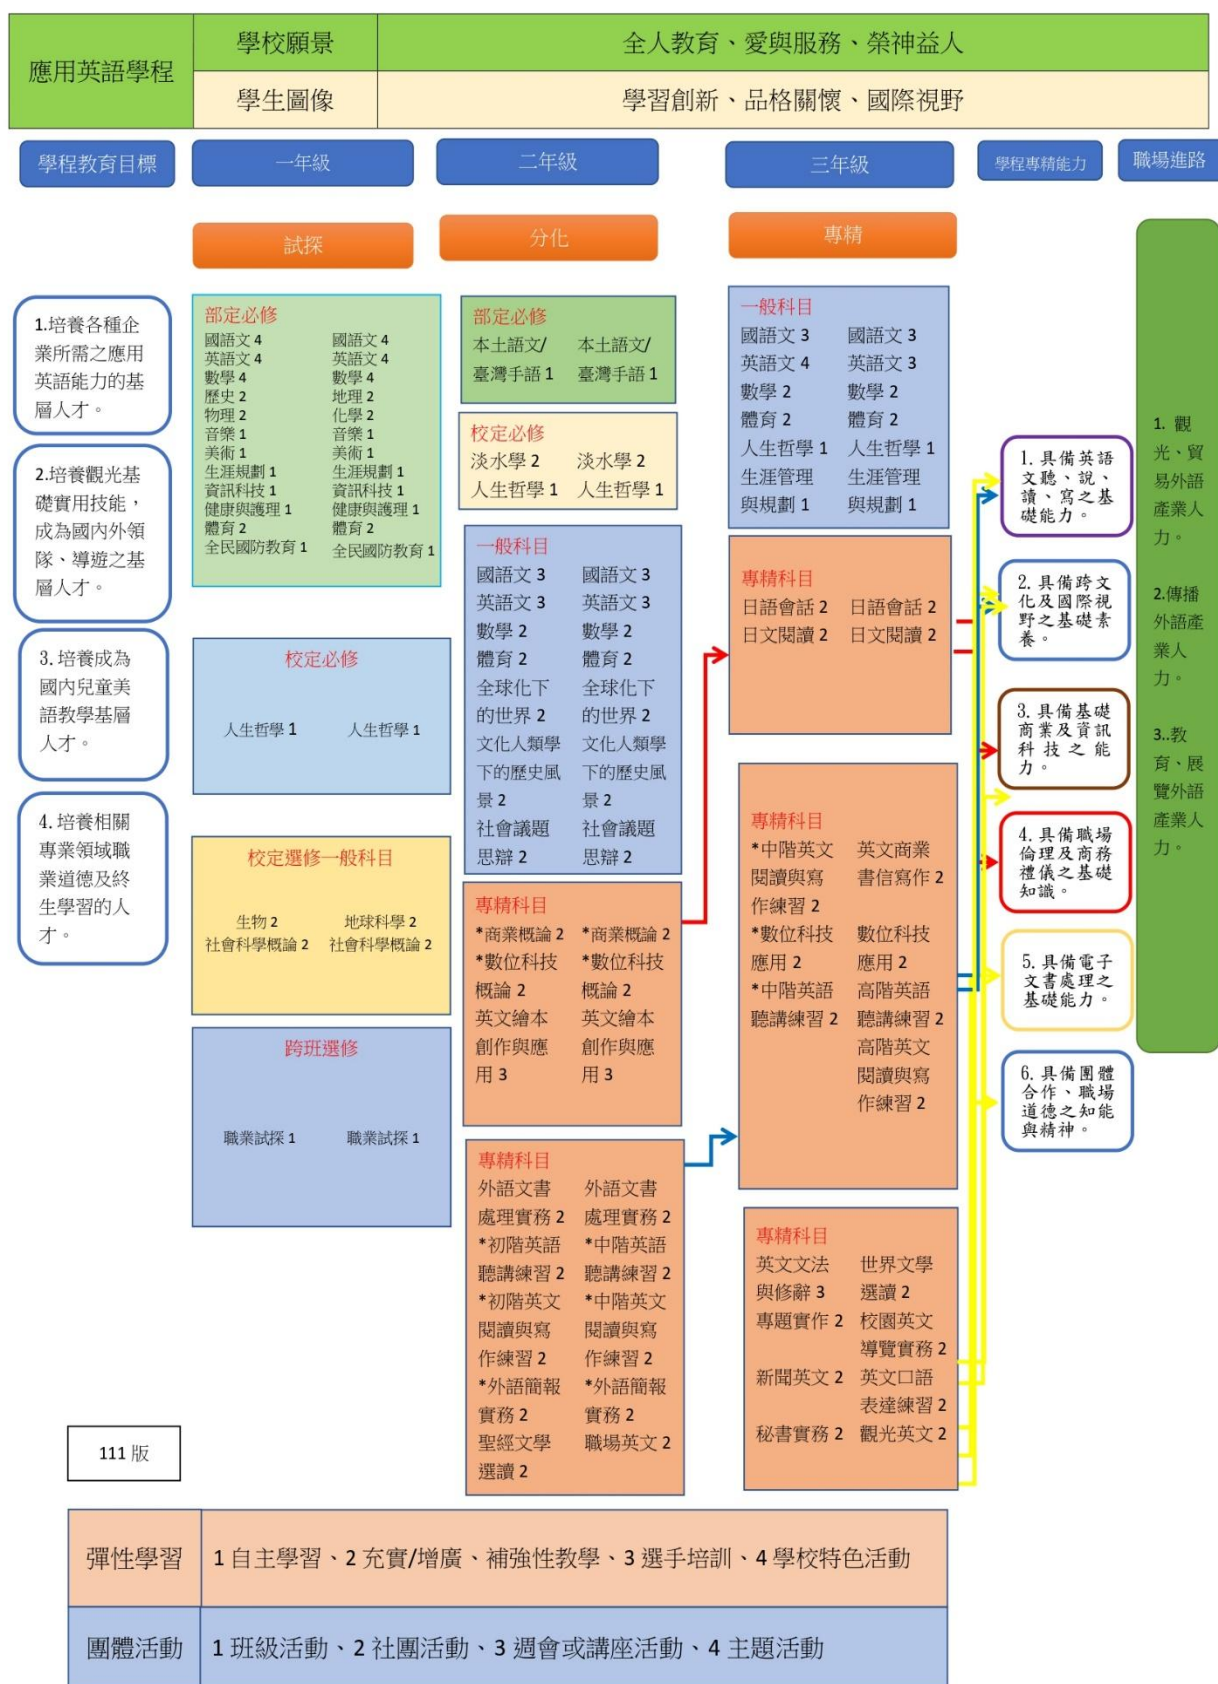 應用英語學程
學校願景
全人教育、愛與服務、榮神益人
學生圖像
學習創新、品格關懷、國際視野
學程教育目標
一年級
二年級
三年級
學程專精能力
職場進路
試探
分化
專精
1.培養各種企
業所需之應用
英語能力的基
層人才。
2.培養觀光基
礎實用技能，
成為國內外領
隊、導遊之基
層人才。
3.培養成為
國內兒童美
語教學基層
人才。
4.培養相關
專業領域職
業道德及終
生學習的人
才。
部定必修
國語文 4 國語文 4
英語文 4 英語文 4
數學 4 數學 4
歷史 2 地理 2
物理 2 化學 2
音樂 1 音樂 1
美術 1 美術 1
生涯規劃 1 生涯規劃 1
資訊科技 1 資訊科技 1
健康與護理 1 健康與護理 1
體育 2 體育 2
全民國防教育 1 全民國防教育 1
校定必修
人生哲學 1 人生哲學 1
校定選修一般科目
生物 2 地球科學 2
社會科學概論 2 社會科學概論 2
跨班選修
職業試探 1 職業試探 1
部定必修
本土語文/ 本土語文/
臺灣手語 1 臺灣手語 1
校定必修
淡水學 2 淡水學 2
人生哲學 1 人生哲學 1
一般科目
國語文 3 國語文 3
英語文 3 英語文 3
數學 2 數學 2
體育 2 體育 2
全球化下 全球化下
的世界 2 的世界 2
文化人類學 文化人類學
下的歷史風 下的歷史風
景 2 景 2
社會議題 社會議題
思辯 2 思辯 2
專精科目
*商業概論 2 *商業概論 2
*數位科技 *數位科技
概論 2 概論 2
英文繪本 英文繪本
創作與應 創作與應
用 3 用 3
專精科目
外語文書 外語文書
處理實務 2 處理實務 2
*初階英語 *中階英語
聽講練習 2 聽講練習 2
*初階英文 *中階英文
閱讀與寫 閱讀與寫
作練習 2 作練習 2
*外語簡報 *外語簡報
實務 2 實務 2
聖經文學 職場英文 2
選讀 2
一般科目
國語文 3 國語文 3
英語文 4 英語文 3
數學 2 數學 2
體育 2 體育 2
人生哲學 1 人生哲學 1
生涯管理 生涯管理
與規劃 1 與規劃 1
專精科目
日語會話 2 日語會話 2
日文閱讀 2 日文閱讀 2
專精科目
*中階英文 英文商業
閱讀與寫 書信寫作 2
作練習 2
*數位科技 數位科技
應用 2 應用 2
*中階英語 高階英語
聽講練習 2 聽講練習 2
高階英文
閱讀與寫
作練習 2
專精科目
英文文法 世界文學
與修辭 3 選讀 2
專題實作 2 校園英文
導覽實務 2
新聞英文 2 英文口語
表達練習 2
秘書實務 2 觀光英文 2
1. 具備英語
文聽、說、
讀、寫之基
礎能力。
2. 具備跨文
化及國際視
野之基礎素
養。
3. 具備基礎
商業及資訊
科技之能
力。
4. 具備職場
倫理及商務
禮儀之基礎
知識。
5. 具備電子
文書處理之
基礎能力。
6. 具備團體
合作、職場
道德之知能
與精神。
1. 觀
光、貿
易外語
產業人
力。
2.傳播
外語產
業人
力。
3..教
育、展
覽外語
產業人
力。
111 版
彈性學習
1 自主學習、2 充實/增廣、補強性教學、3 選手培訓、4 學校特色活動
團體活動
1 班級活動、2 社團活動、3 週會或講座活動、4 主題活動